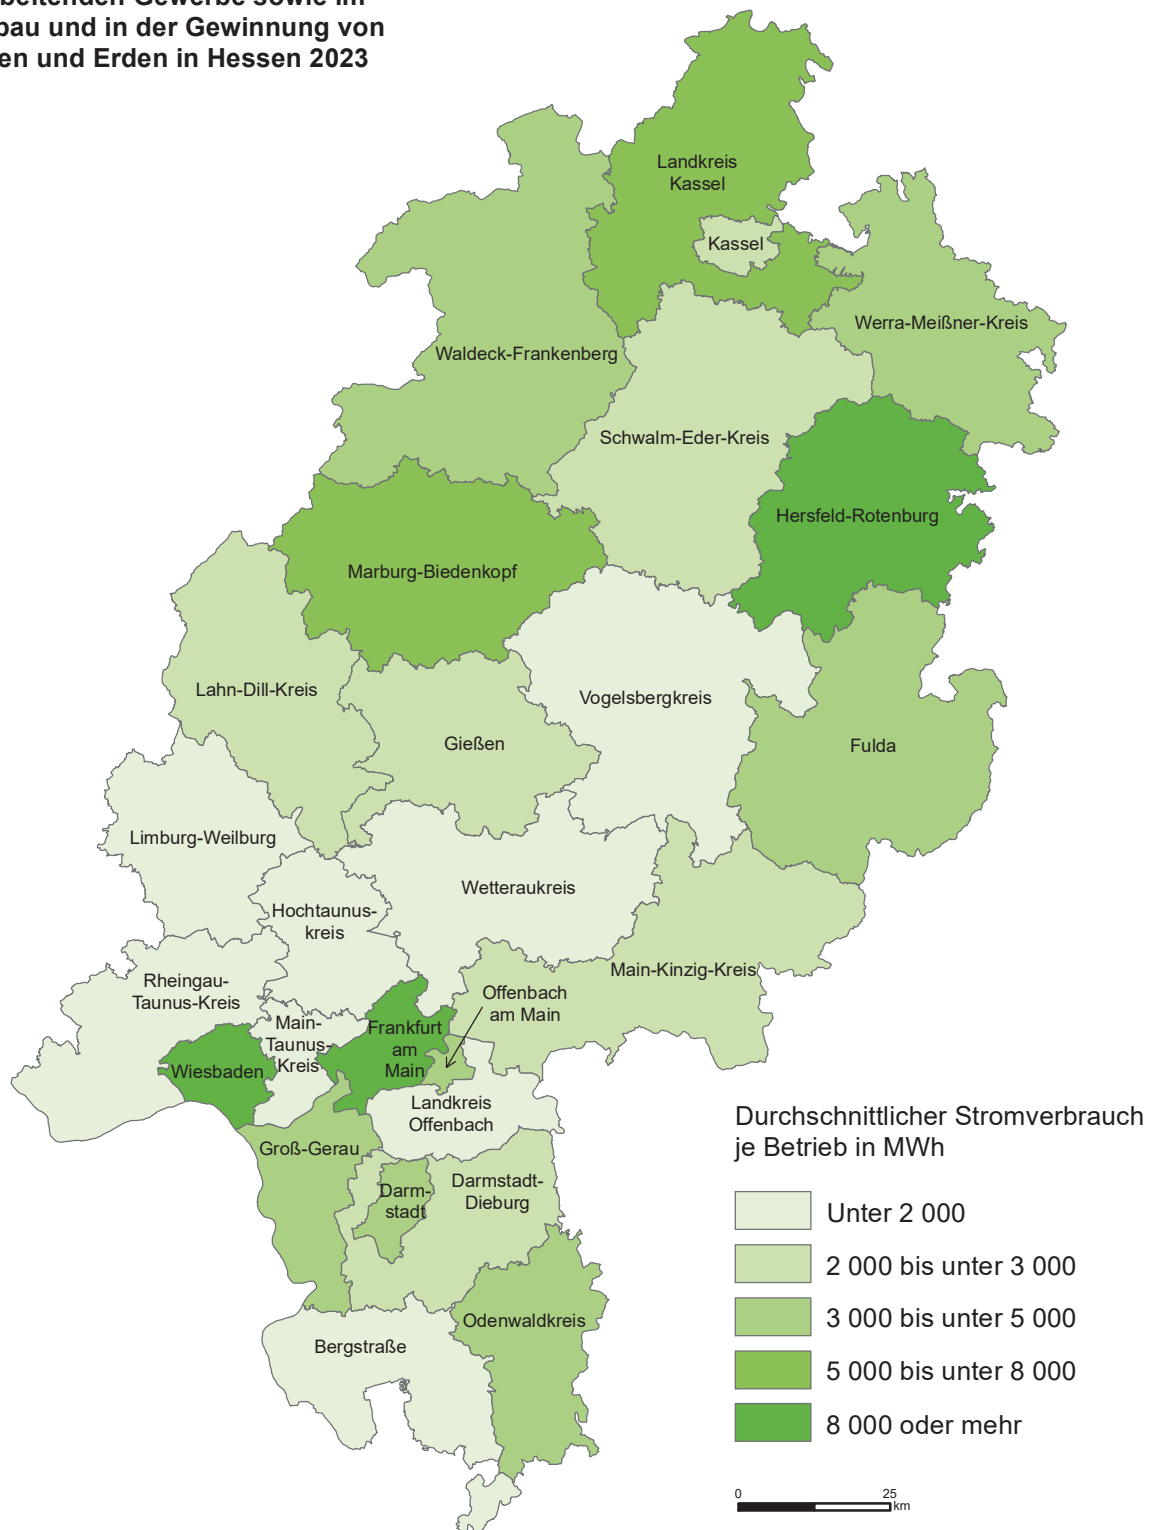 beitenden Gewerbe sowie im
bau und in der Gewinnung von
en und Erden in Hessen 2023
Landkreis
Kassel
Kassel
Werra-Meißner-Kreis
Waldeck-Frankenberg
Schwalm-Eder-Kreis
Hersfeld-Rotenburg
Marburg-Biedenkopf
Lahn-Dill-Kreis
Vogelsbergkreis
Gießen
Fulda
Limburg-Weilburg
Wetteraukreis
Hochtaunus-
kreis
Main-Kinzig-Kreis
Rheingau-
Taunus-Kreis
Offenbach
am Main
Main-
Taunus-
Kreis
Frankfurt
am
Main
Wiesbaden
Landkreis
Offenbach
Groß-Gerau
Darm-
stadt
Darmstadt-
Dieburg
Odenwaldkreis
Bergstraße
Durchschnittlicher Stromverbrauch
je Betrieb in MWh
Unter 2 000
2 000 bis unter 3 000
3 000 bis unter 5 000
5 000 bis unter 8 000
8 000 oder mehr
0 25
km